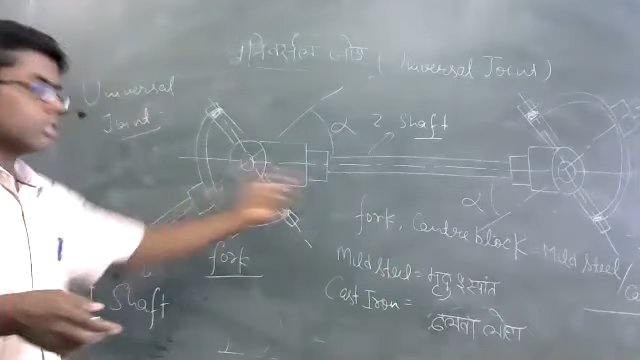 यूनिवर्सल जोड़ (Universal Joint)
Universal
Joint
α
2 shaft
α
fork, Centre block = Mild Steel /
fork
Mild Steel = मृदु इस्पात
Cast Iron =
Shaft